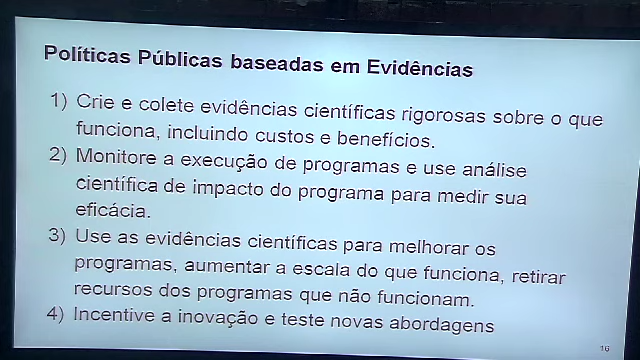 Políticas Públicas baseadas em Evidências
1) Crie e colete evidências científicas rigorosas sobre o que
funciona, incluindo custos e benefícios.
2) Monitore a execução de programas e use análise
científica de impacto do programa para medir sua
eficácia.
3) Use as evidências científicas para melhorar os
programas, aumentar a escala do que funciona, retirar
recursos dos programas que não funcionam.
4) Incentive a inovação e teste novas abordagens
16